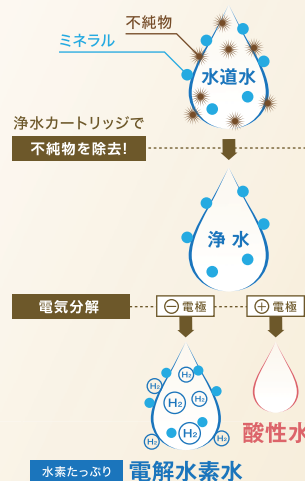 不純物
ミネラル
水道水
浄水カートリッジで
不純物を除去!
浄水
電気分解
⊖電極
⊕電極
H2
H2
H2
H2
H2
H2
H2
酸性水
水素たっぷり
電解水素水